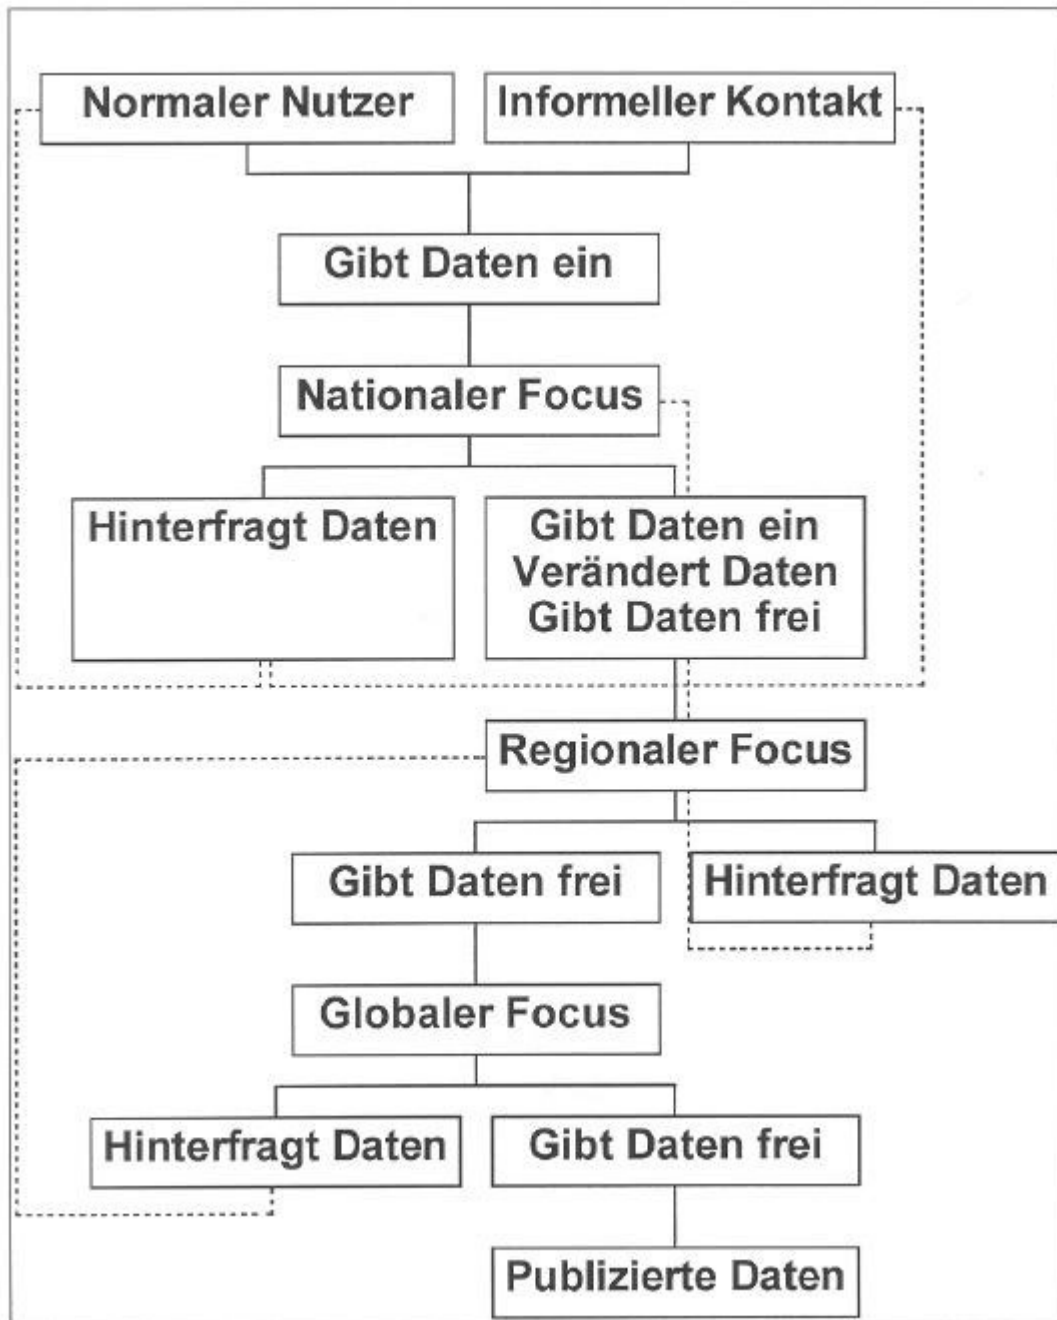 Normaler Nutzer
Informeller Kontakt
Gibt Daten ein
Nationaler Focus
Hinterfragt Daten
Gibt Daten ein
Verändert Daten
Gibt Daten frei
Regionaler Focus
Gibt Daten frei
Hinterfragt Daten
Globaler Focus
Hinterfragt Daten
Gibt Daten frei
Publizierte Daten